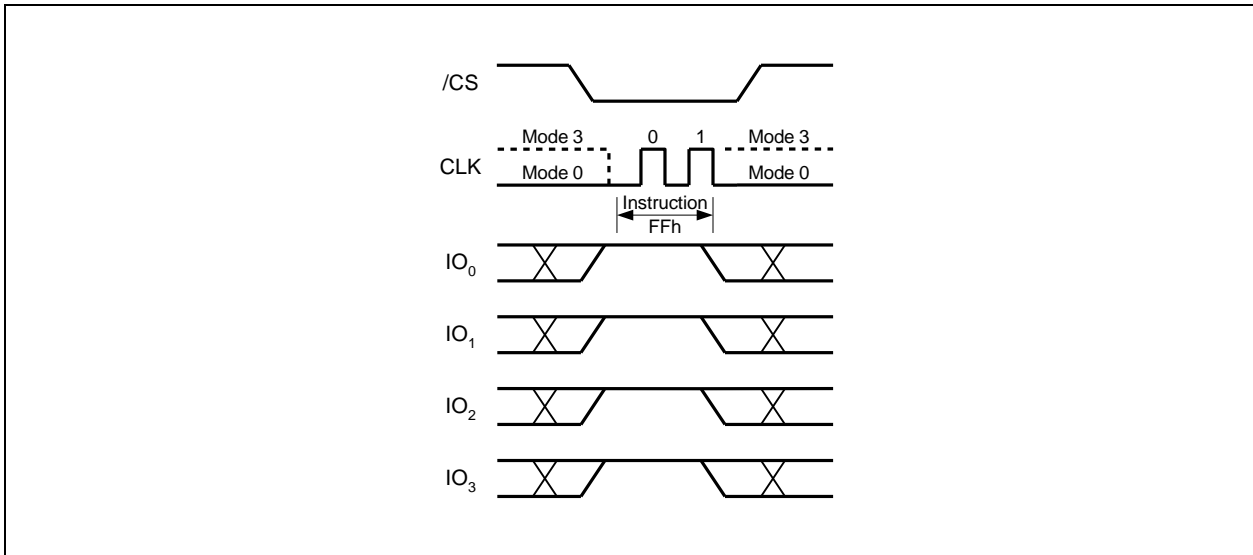 /CS
Mode 3 0 1 Mode 3
CLK
Mode 0 Mode 0
Instruction
FFh
IO0
IO1
IO2
IO3